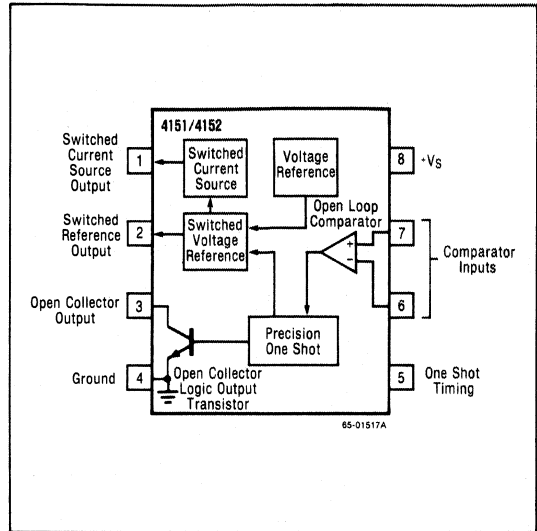 4151/4152
Switched
Current
Source
Output
1
Switched
Current
Source
Voltage
Reference
8
+VS
Open Loop
Comparator
Switched
Reference
Output
2
Switched
Voltage
Reference
+
−
7
6
Comparator
Inputs
Open Collector
Output
3
Precision
One Shot
Ground
4
Open Collector
Logic Output
Transistor
5
One Shot
Timing
65-01517A